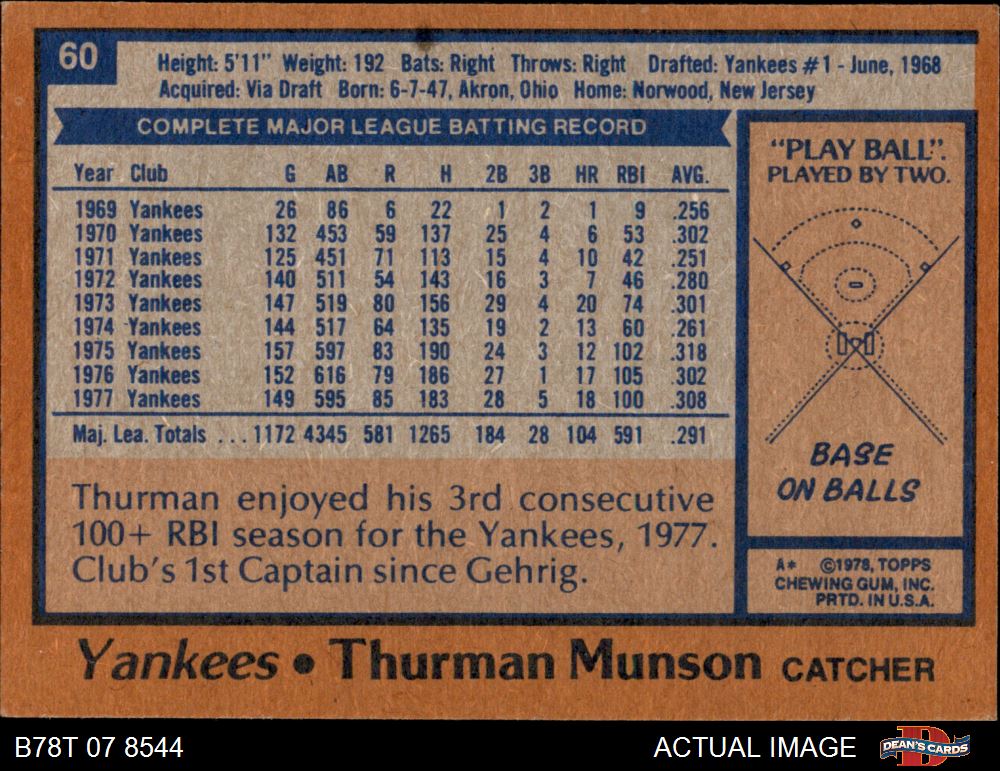 60
Height: 5'11" Weight: 192 Bats: Right Throws: Right Drafted: Yankees #1 - June, 1968
Acquired: Via Draft Born: 6-7-47, Akron, Ohio Home: Norwood, New Jersey
COMPLETE MAJOR LEAGUE BATTING RECORD
Year Club G AB R H 2B 3B HR RBI AVG.
1969 Yankees 26 86 6 22 1 2 1 9 .256
1970 Yankees 132 453 59 137 25 4 6 53 .302
1971 Yankees 125 451 71 113 15 4 10 42 .251
1972 Yankees 140 511 54 143 16 3 7 46 .280
1973 Yankees 147 519 80 156 29 4 20 74 .301
1974 Yankees 144 517 64 135 19 2 13 60 .261
1975 Yankees 157 597 83 190 24 3 12 102 .318
1976 Yankees 152 616 79 186 27 1 17 105 .302
1977 Yankees 149 595 85 183 28 5 18 100 .308
Maj. Lea. Totals ...1172 4345 581 1265 184 28 104 591 .291
Thurman enjoyed his 3rd consecutive
100+ RBI season for the Yankees, 1977.
Club's 1st Captain since Gehrig.
"PLAY BALL".
PLAYED BY TWO.
BASE
ON BALLS
A* ©1978, TOPPS
CHEWING GUM, INC.
PRTD. IN U.S.A.
Yankees • Thurman Munson CATCHER
B78T 07 8544
ACTUAL IMAGE
DEAN'S CARDS